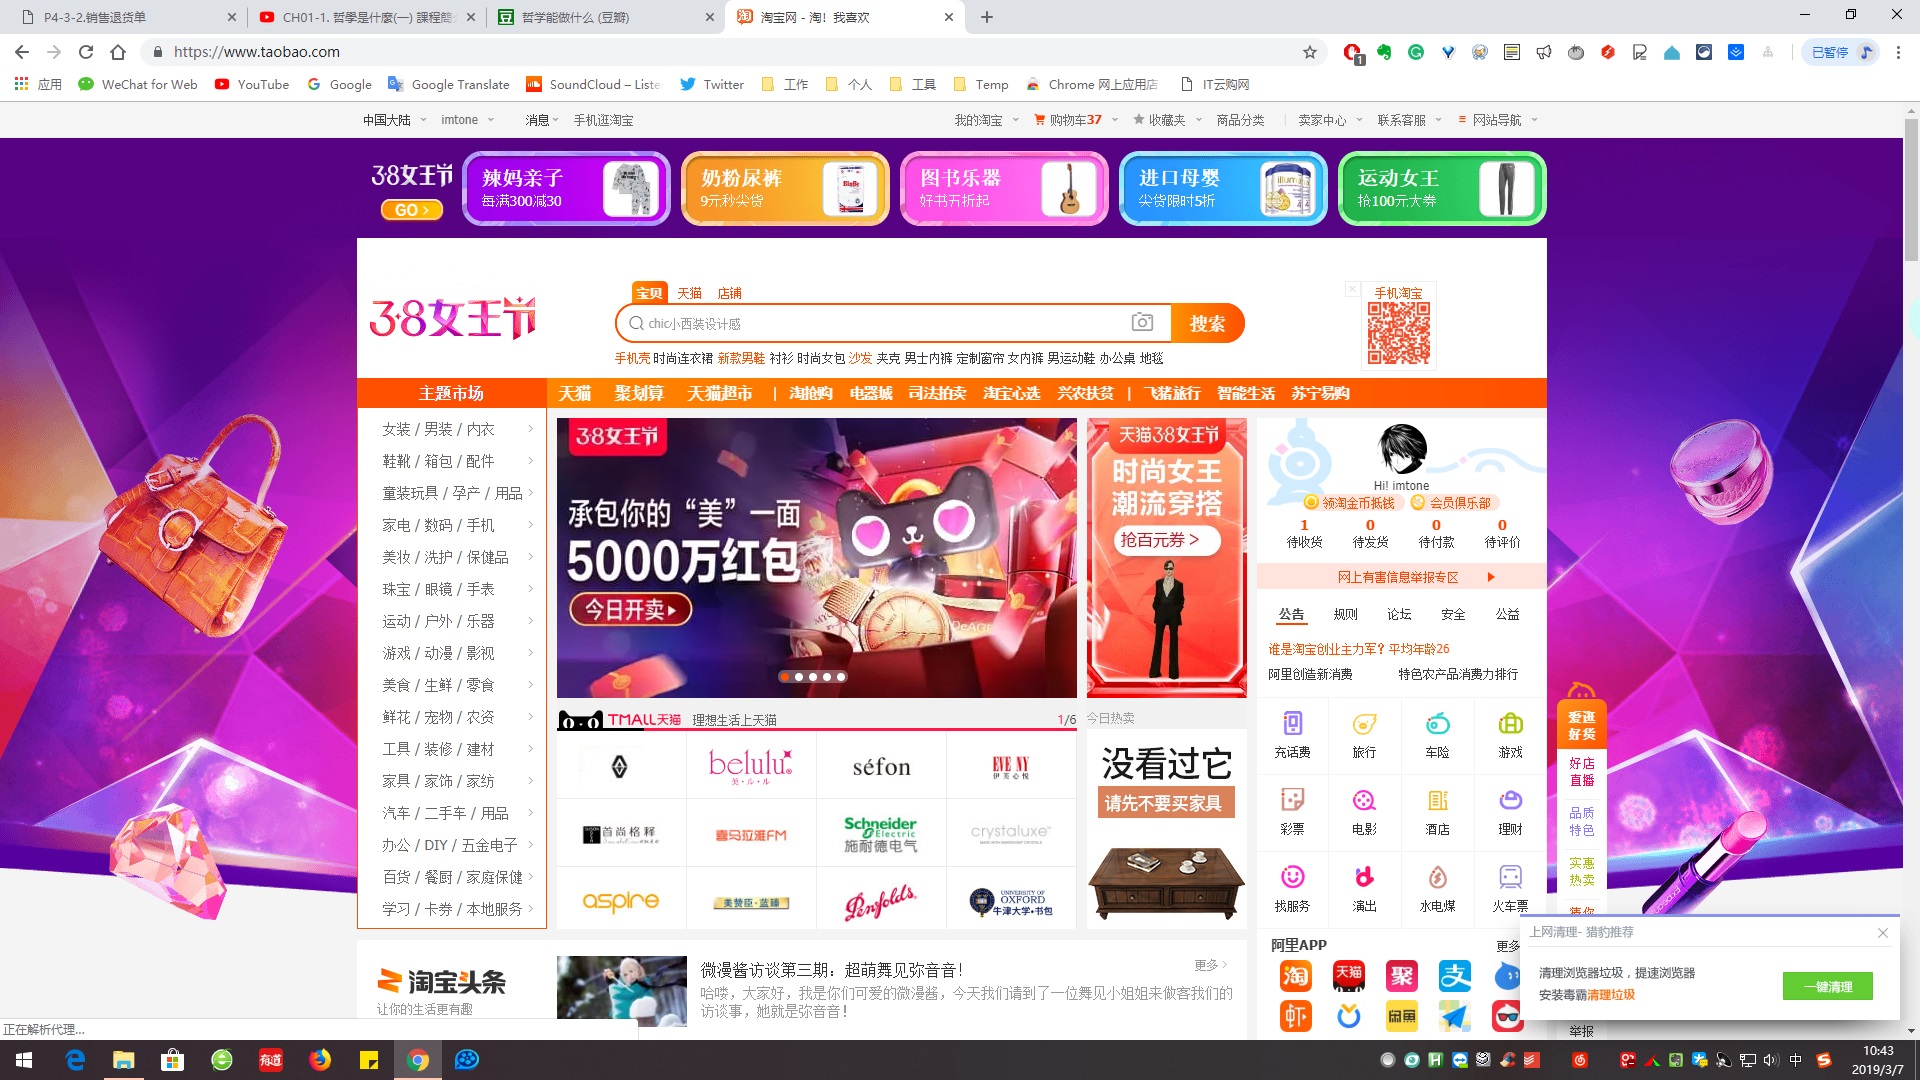 P4-3-2.销售退货单
CH01-1. 哲學是什麼(一) 課程簡
哲学能做什么 (豆瓣)
淘宝网 - 淘！我喜欢
https://www.taobao.com
1
已暂停
应用
WeChat for Web
YouTube
Google
Google Translate
SoundCloud – Liste
Twitter
工作
个人
工具
Temp
Chrome 网上应用店
IT云购网
中国大陆
imtone
消息
手机逛淘宝
我的淘宝
购物车37
收藏夹
商品分类
卖家中心
联系客服
网站导航
3·8女王节
GO >
辣妈亲子
每满300减30
奶粉尿裤
9元秒尖货
图书乐器
好书五折起
进口母婴
尖货限时5折
运动女王
抢100元大券
3·8女王节
宝贝 天猫 店铺
chic小西装设计感
搜索
手机壳 时尚连衣裙 新款男鞋 衬衫 时尚女包 沙发 夹克 男士内裤 定制窗帘 女内裤 男运动鞋 办公桌 地毯
手机淘宝
主题市场
天猫 聚划算 天猫超市 | 淘抢购 电器城 司法拍卖 淘宝心选 兴农扶贫 | 飞猪旅行 智能生活 苏宁易购
女装 / 男装 / 内衣
鞋靴 / 箱包 / 配件
童装玩具 / 孕产 / 用品
家电 / 数码 / 手机
美妆 / 洗护 / 保健品
珠宝 / 眼镜 / 手表
运动 / 户外 / 乐器
游戏 / 动漫 / 影视
美食 / 生鲜 / 零食
鲜花 / 宠物 / 农资
工具 / 装修 / 建材
家具 / 家饰 / 家纺
汽车 / 二手车 / 用品
办公 / DIY / 五金电子
百货 / 餐厨 / 家庭保健
学习 / 卡券 / 本地服务
3·8女王节
承包你的“美”一面
5000万红包
今日开卖
天猫3·8女王节
时尚女王
潮流穿搭
抢百元券 >
TMALL天猫 理想生活上天猫
1/6
belulu
美·ル·ル
séfon
EVE NY
伊芙心悦
首尚格释
喜马拉雅FM
Schneider
Electric
施耐德电气
crystaluxe
aspire
美赞臣·蓝臻
Penfolds
UNIVERSITY OF
OXFORD
牛津大学·书包
今日热卖
没看过它
请先不要买家具
Hi! imtone
领淘金币抵钱
会员俱乐部
1 0 0 0
待收货 待发货 待付款 待评价
网上有害信息举报专区
公告 规则 论坛 安全 公益
谁是淘宝创业主力军？平均年龄26
阿里创造新消费
特色农产品消费力排行
充话费 旅行 车险 游戏
彩票 电影 酒店 理财
找服务 演出 水电煤 火车票
阿里APP
更多
淘
天猫
聚
支
虾
闲鱼
爱逛
好货
好店
直播
品质
特色
实惠
热卖
猜你
举报
淘宝头条
让你的生活更有趣
微漫酱访谈第三期：超萌舞见弥音音！
更多
哈喽，大家好，我是你们可爱的微漫酱，今天我们请到了一位舞见小姐姐来做客我们的
访谈事，她就是弥音音！
上网清理- 猎豹推荐
清理浏览器垃圾，提速浏览器
安装毒霸清理垃圾
一键清理
正在解析代理...
有道
中
10:43
2019/3/7